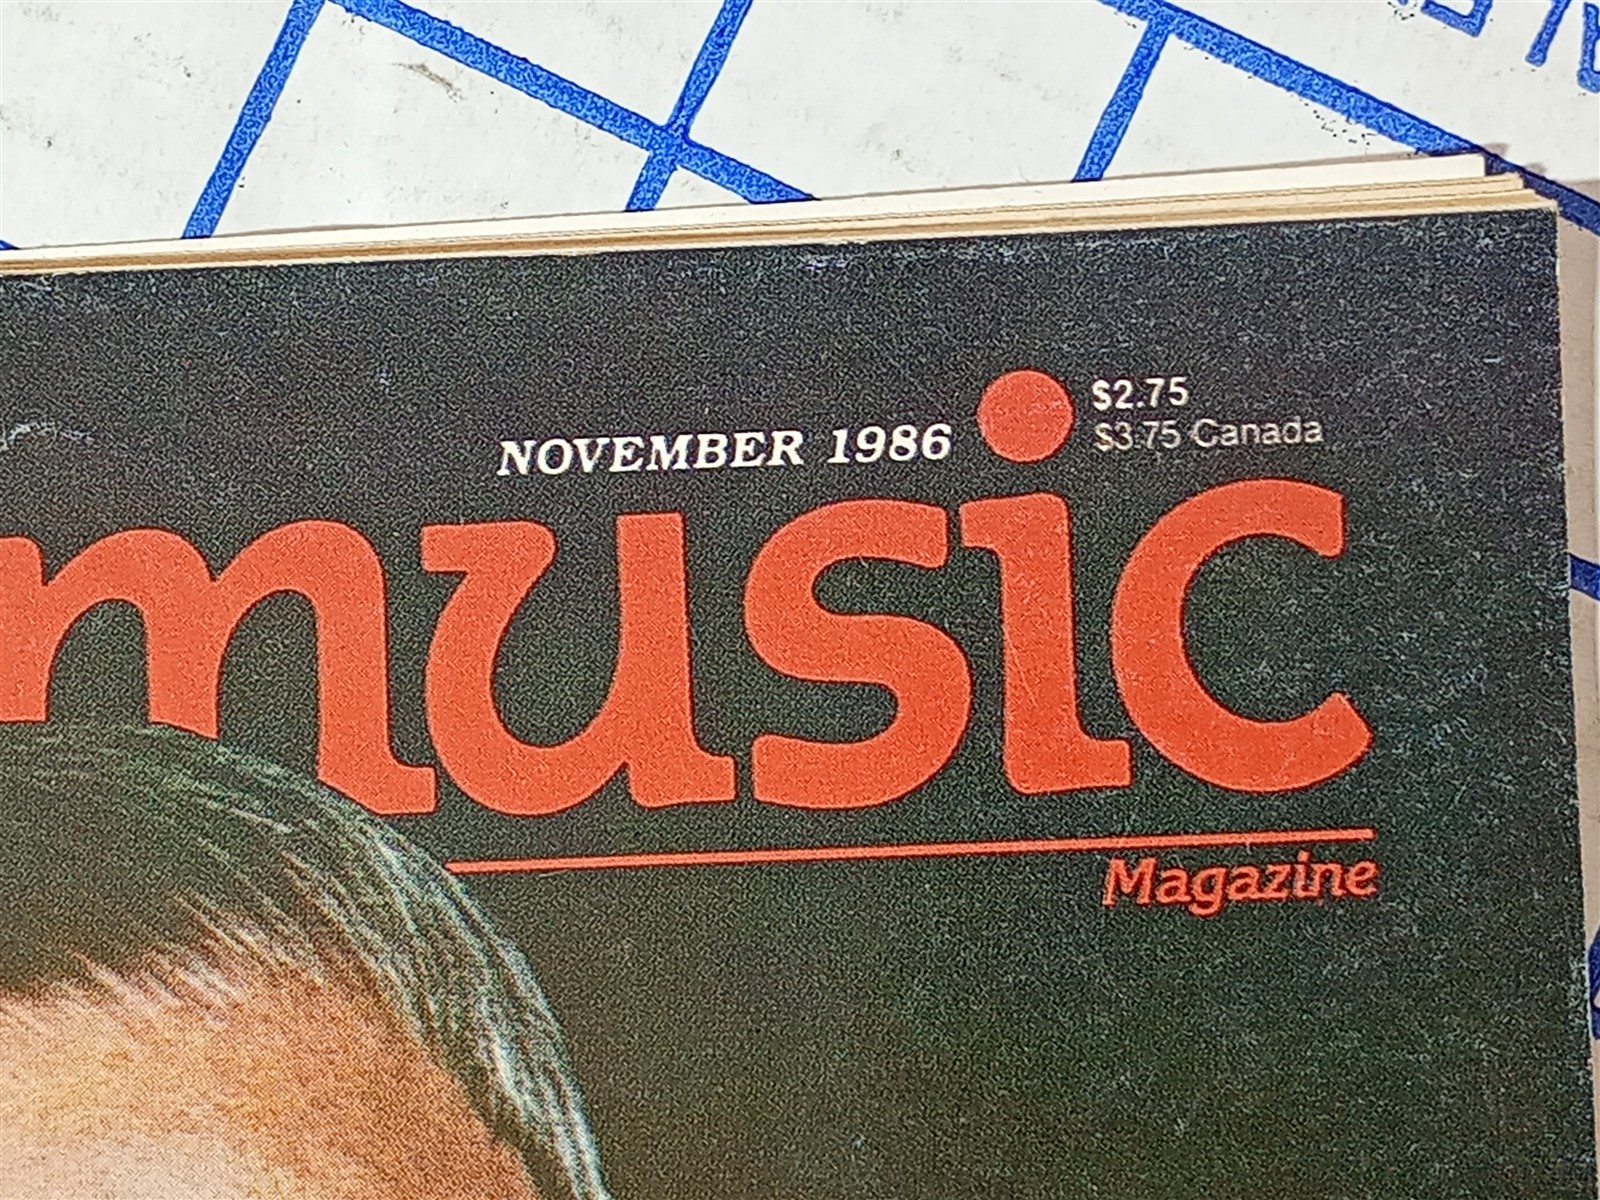 $2.75
NOVEMBER 1986 $3.75 Canada
music
Magazine